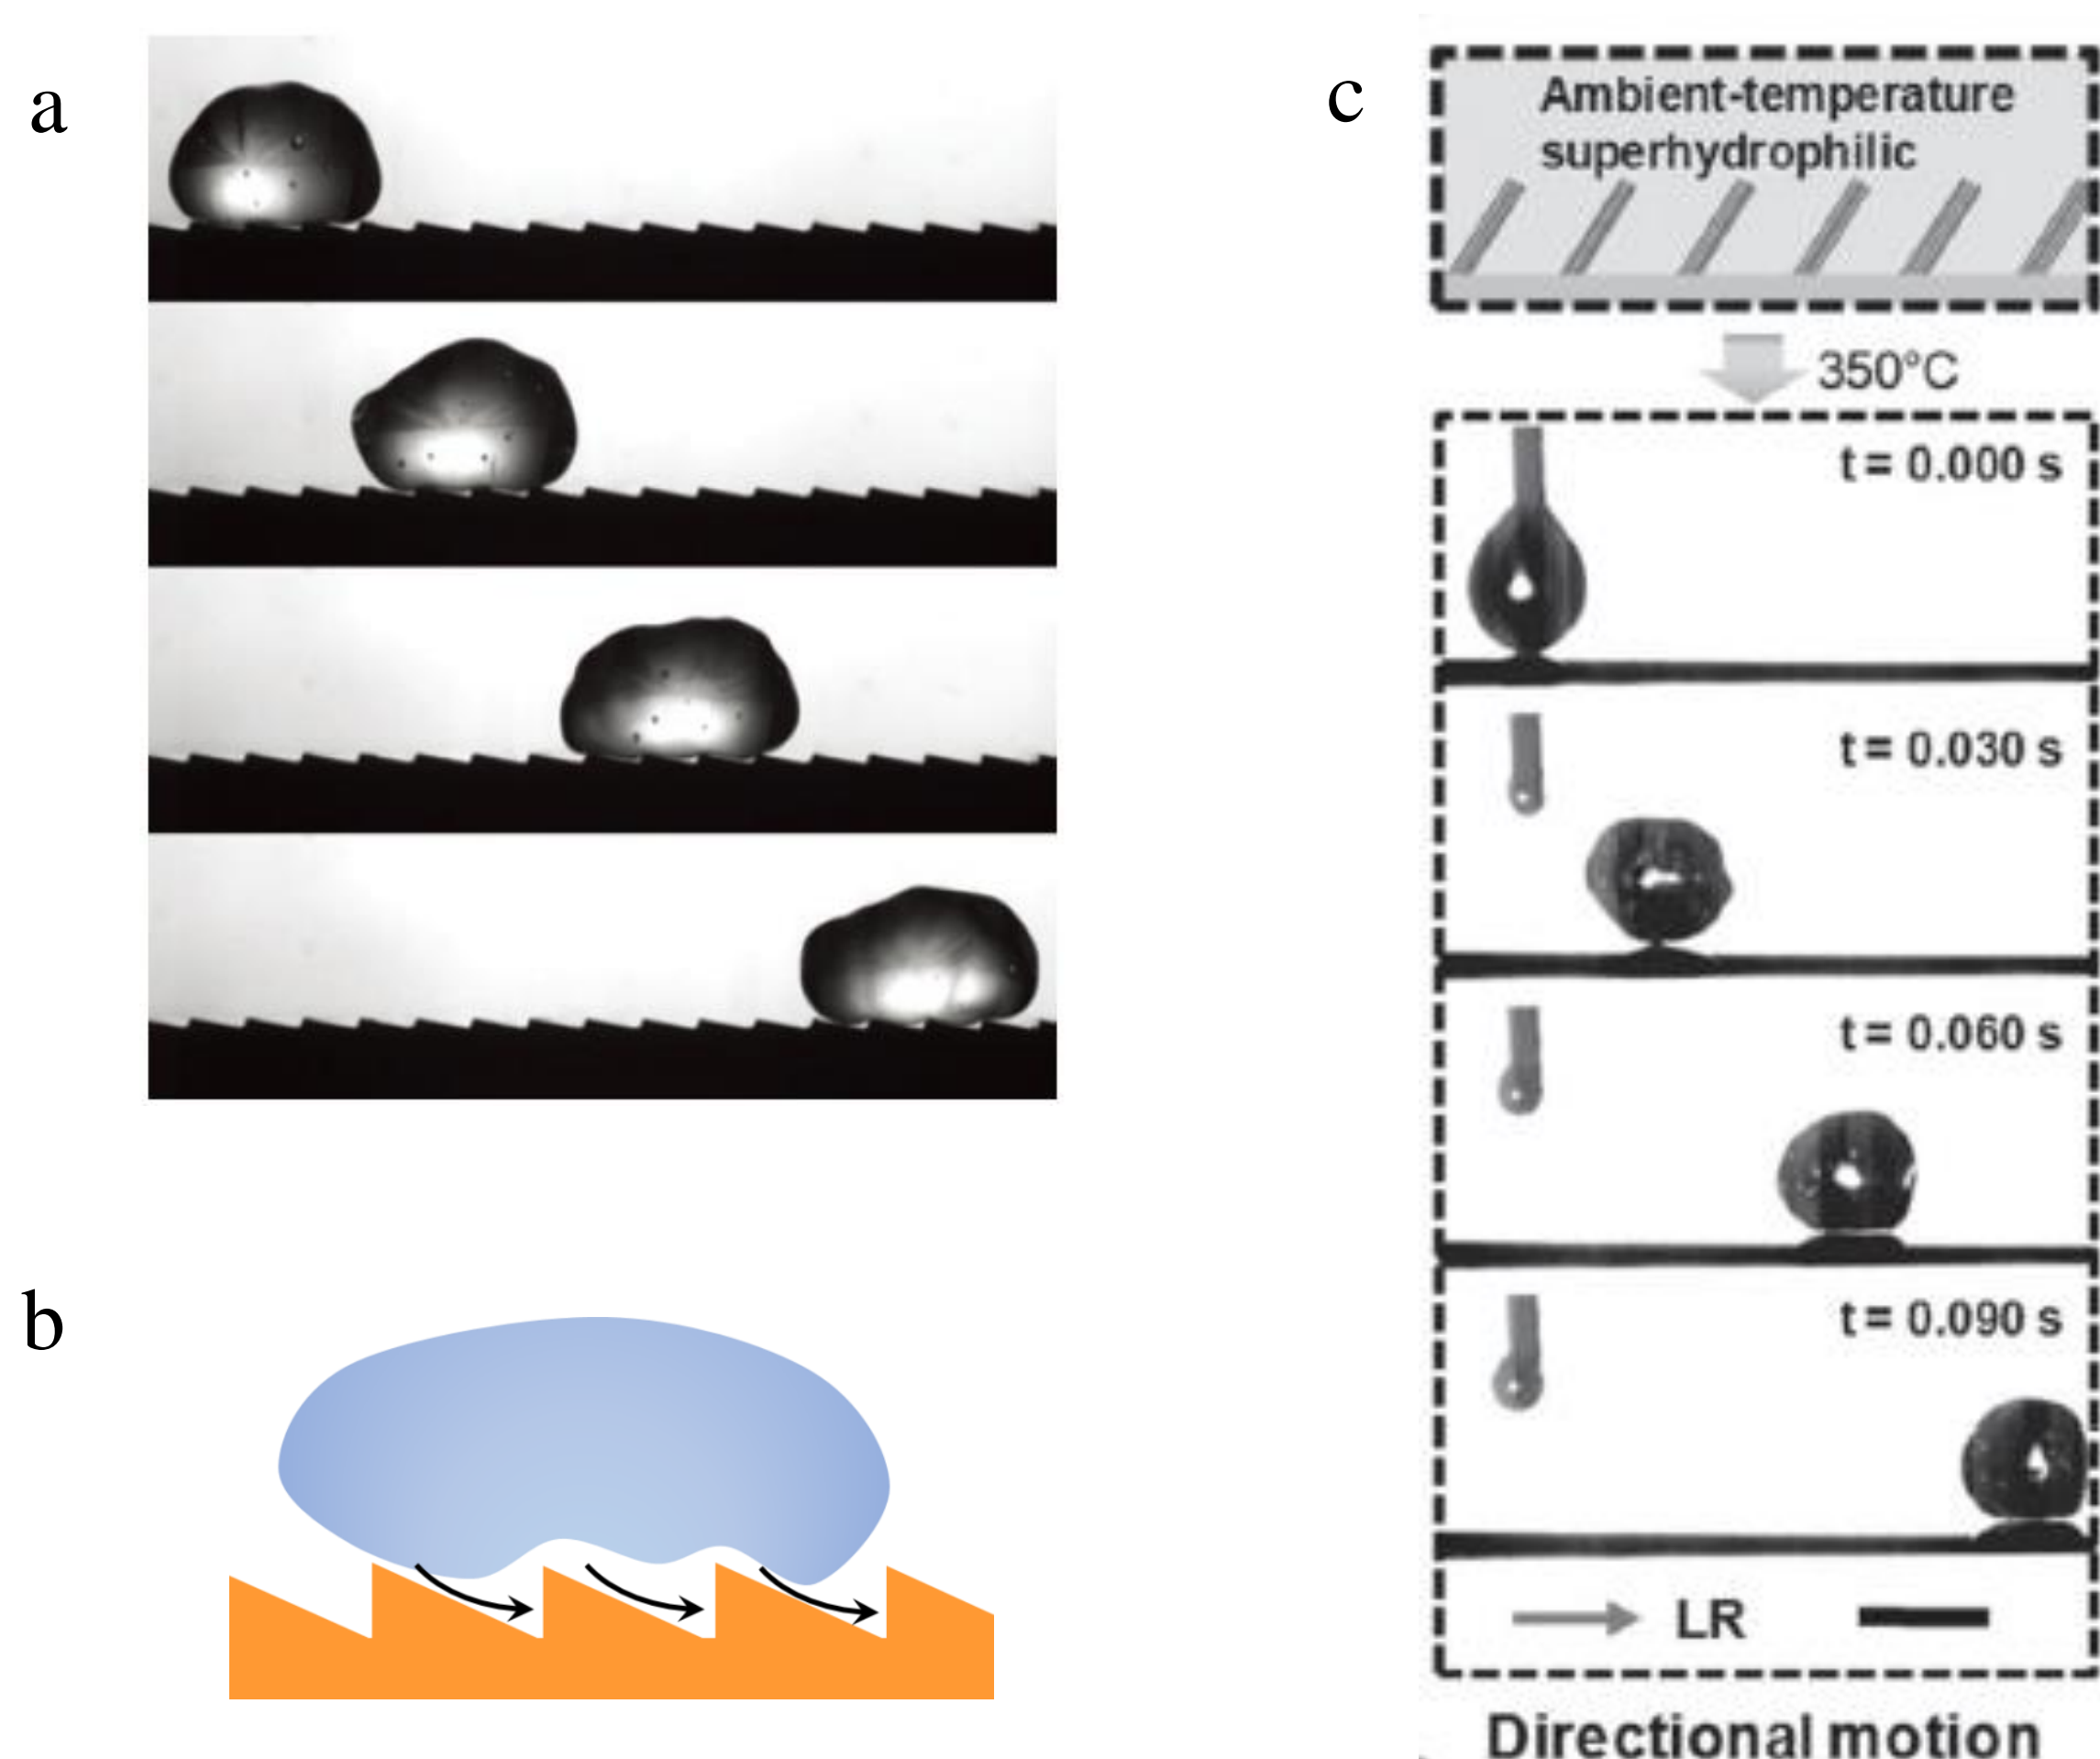 a
b
c
Ambient-temperature
superhydrophilic
350°C
t = 0.000 s
t = 0.030 s
t = 0.060 s
t = 0.090 s
LR
Directional motion